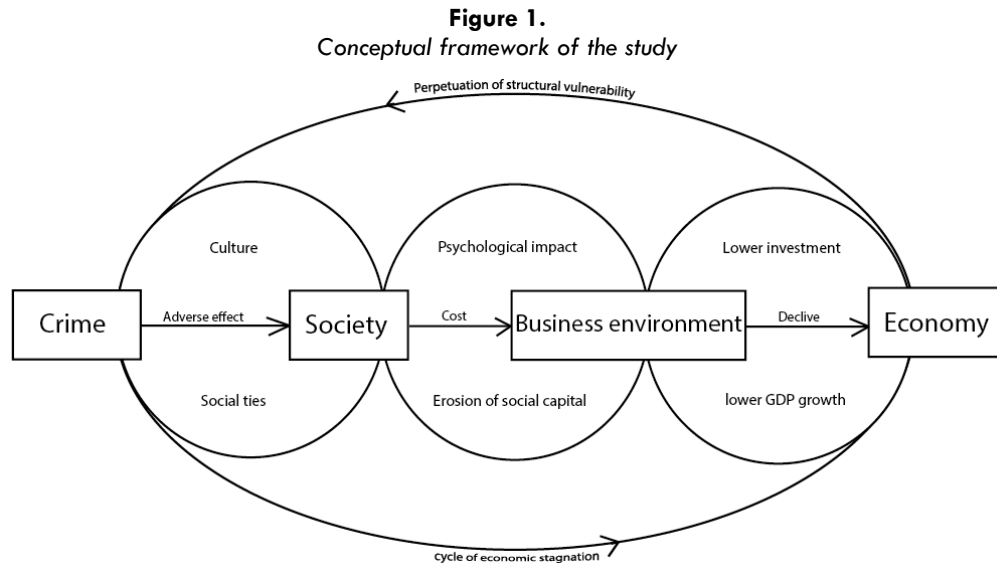 Figure 1.
Conceptual framework of the study
Perpetuation of structural vulnerability
Culture
Psychological impact
Lower investment
Crime
Adverse effect
Society
Cost
Business environment
Declive
Economy
Social ties
Erosion of social capital
lower GDP growth
cycle of economic stagnation